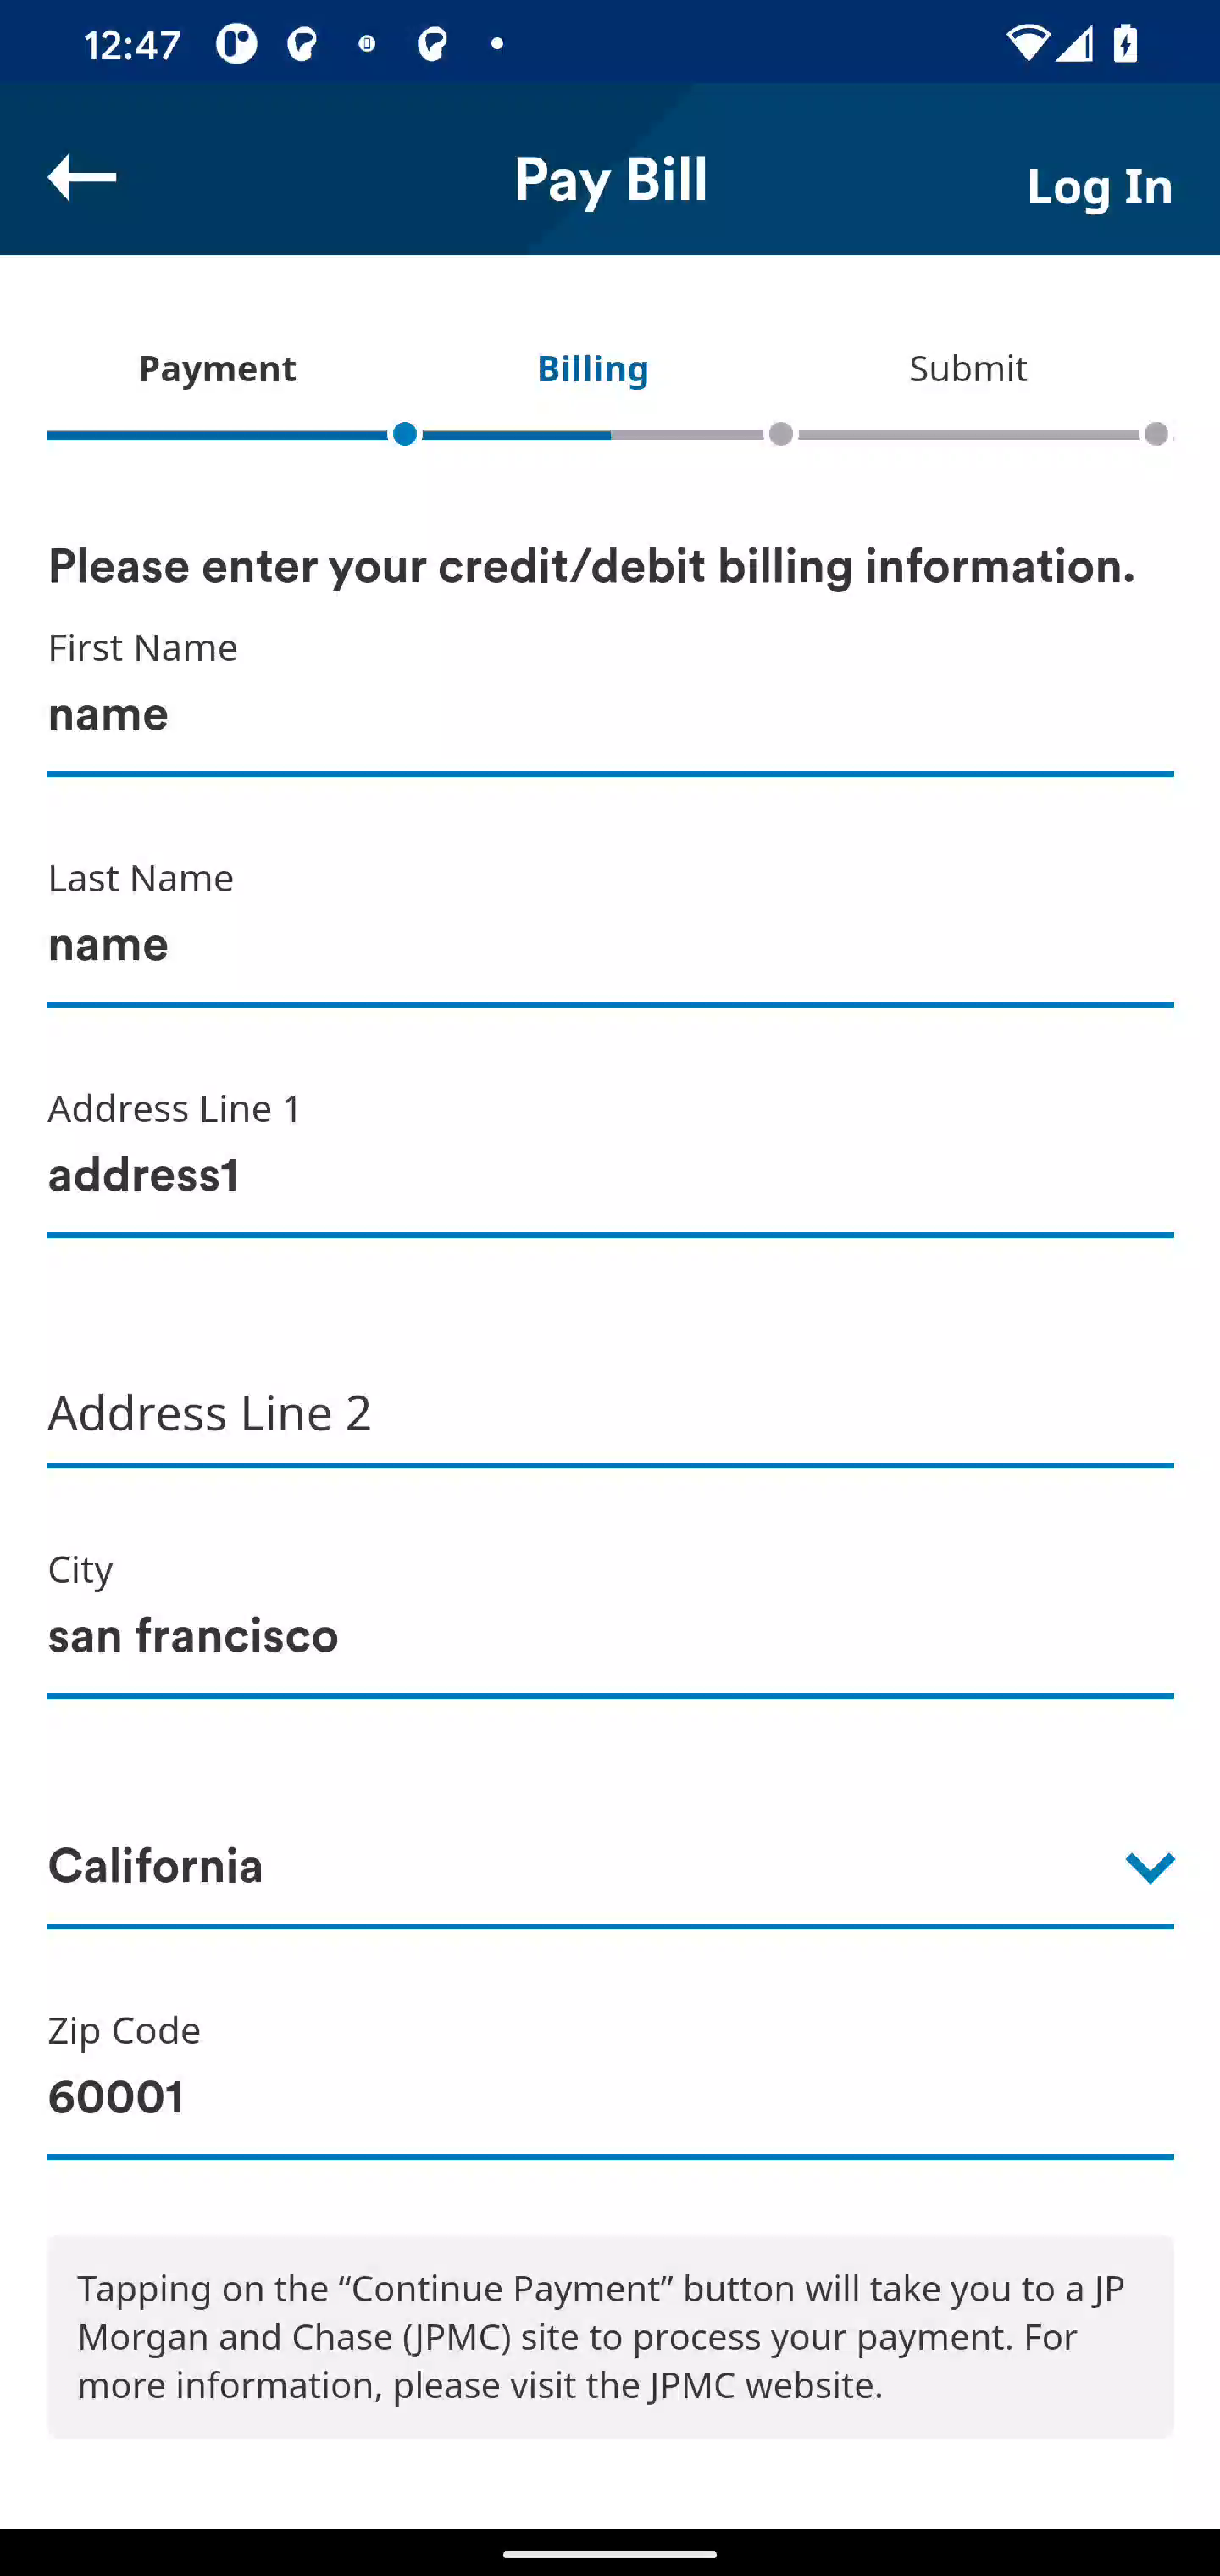 12:47
Pay Bill
Log In
Payment
Billing
Submit
Please enter your credit/debit billing information.
First Name
name
Last Name
name
Address Line 1
address1
Address Line 2
City
san francisco
California
Zip Code
60001
Tapping on the “Continue Payment” button will take you to a JP
Morgan and Chase (JPMC) site to process your payment. For
more information, please visit the JPMC website.